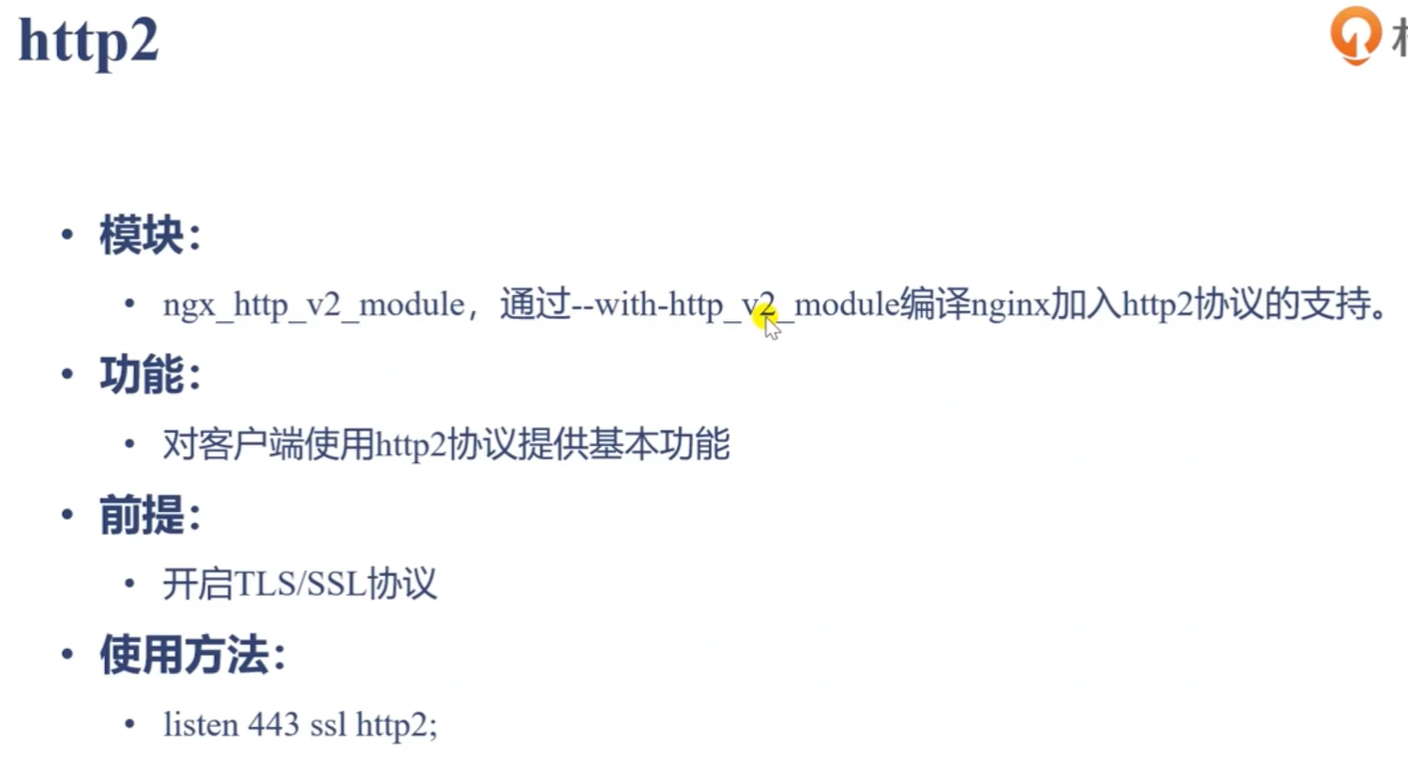 http2
• 模块：
• ngx_http_v2_module，通过--with-http_v2_module编译nginx加入http2协议的支持。
• 功能：
• 对客户端使用http2协议提供基本功能
• 前提：
• 开启TLS/SSL协议
• 使用方法：
• listen 443 ssl http2;